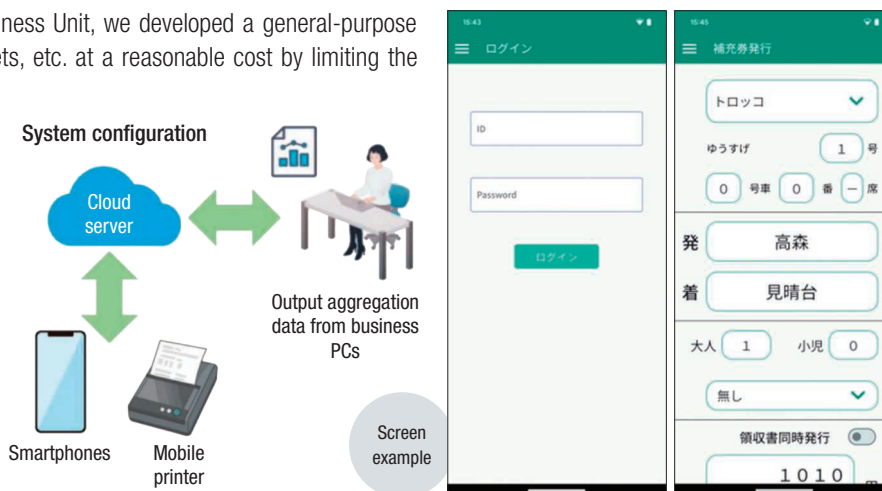 ness Unit, we developed a general-purpose
ets, etc. at a reasonable cost by limiting the
System configuration
Cloud
server
Output aggregation
data from business
PCs
Smartphones
Mobile
printer
Screen
example
15:43
ログイン
ID
Password
ログイン
15:45
補充券発行
トロッコ
ゆうすげ 1 号
0 号車 0 番 ー 席
発 高森
着 見晴台
大人 1 小児 0
無し
領収書同時発行
1010